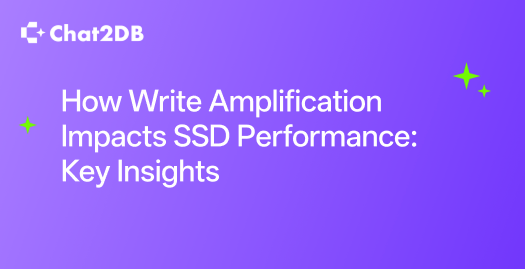 Chat2DB
How Write Amplification
Impacts SSD Performance:
Key Insights